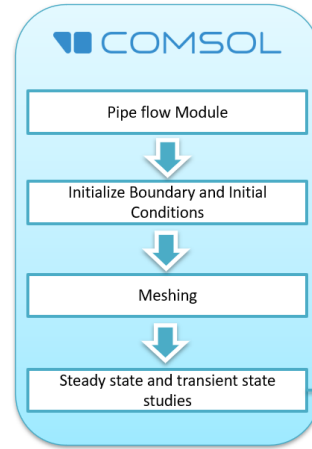 COMSOL
Pipe flow Module
Initialize Boundary and Initial
Conditions
Meshing
Steady state and transient state
studies